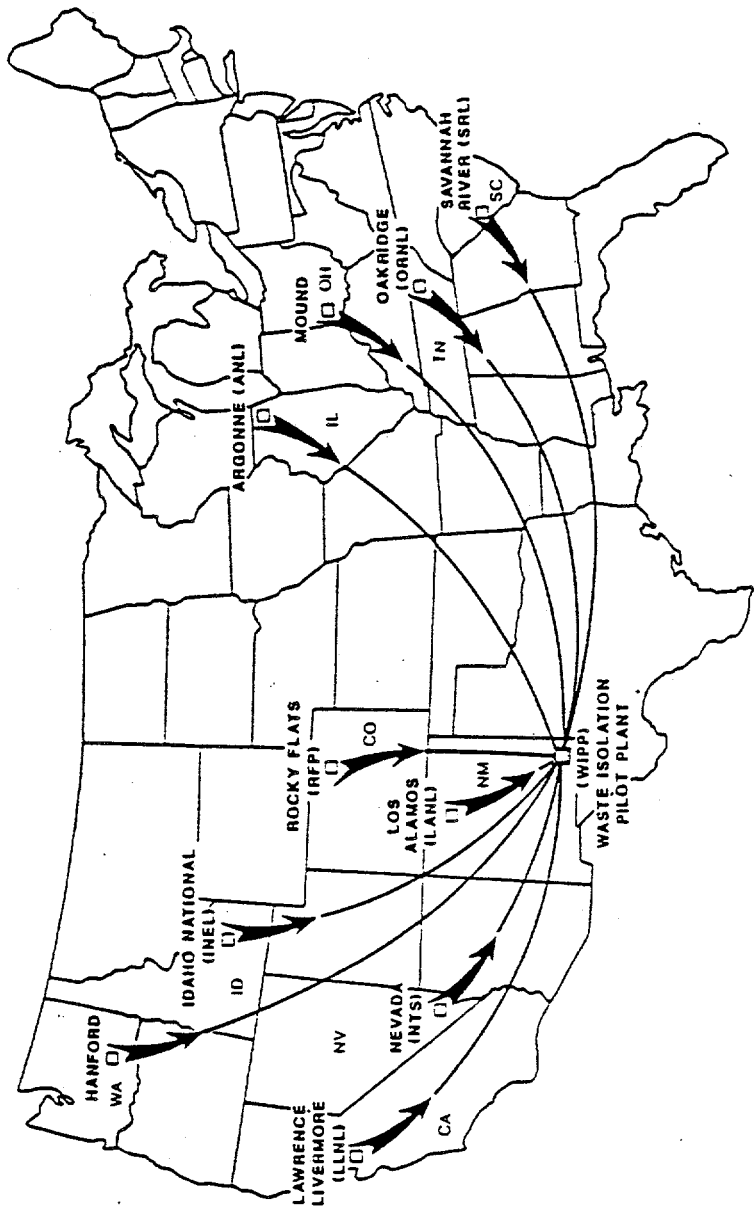 HANFORD
WA
IDAHO NATIONAL
(INEL)
ID
LAWRENCE
LIVERMORE
(LLNL)
CA
NV
NEVADA
(NTS)
ROCKY FLATS
(RFP)
CO
LOS
ALAMOS
(LANL)
NM
(WIPP)
WASTE ISOLATION
PILOT PLANT
ARGONNE (ANL)
IL
MOUND
OH
OAKRIDGE
(ORNL)
TN
SAVANNAH
RIVER (SRL)
SC